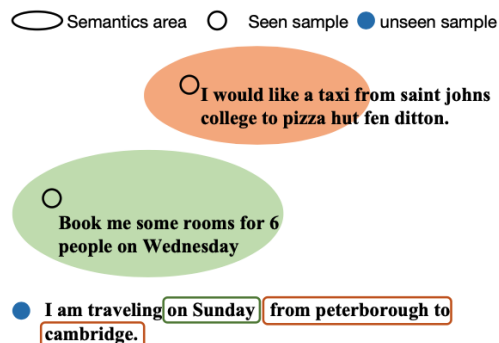 Semantics area Seen sample unseen sample
I would like a taxi from saint johns
college to pizza hut fen ditton.
Book me some rooms for 6
people on Wednesday
I am traveling on Sunday from peterborough to
cambridge.